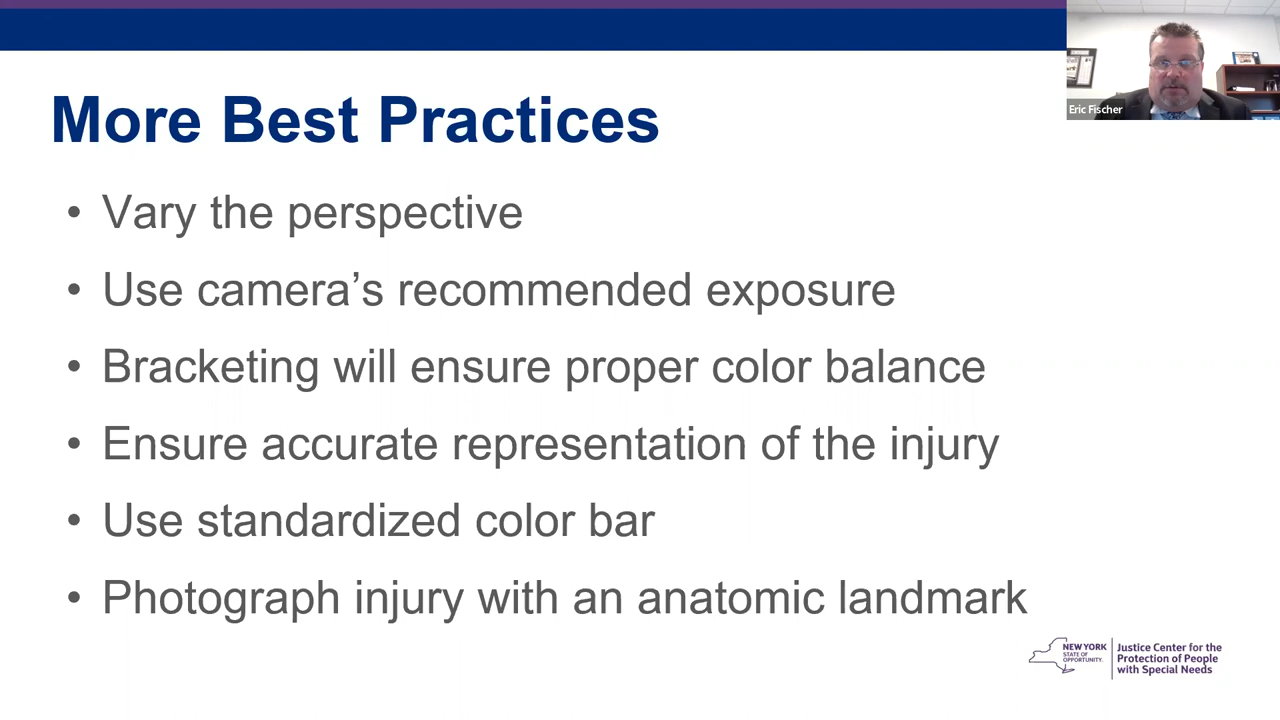 Eric Fischer
More Best Practices
• Vary the perspective
• Use camera’s recommended exposure
• Bracketing will ensure proper color balance
• Ensure accurate representation of the injury
• Use standardized color bar
• Photograph injury with an anatomic landmark
NEW YORK
STATE OF
OPPORTUNITY.
Justice Center for the
Protection of People
with Special Needs